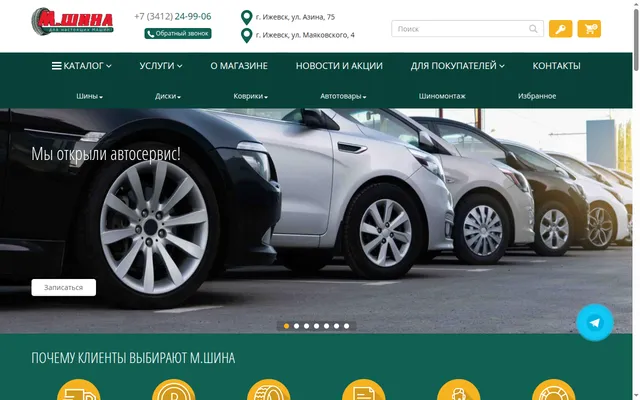 М.ШИНА
ДЛЯ НАСТОЯЩИХ МАШИН
+7 (3412) 24-99-06
Обратный звонок
г. Ижевск, ул. Азина, 75
г. Ижевск, ул. Маяковского, 4
Поиск
0
КАТАЛОГ УСЛУГИ О МАГАЗИНЕ НОВОСТИ И АКЦИИ ДЛЯ ПОКУПАТЕЛЕЙ КОНТАКТЫ
Шины Диски Коврики Автотовары Шиномонтаж Избранное
Мы открыли автосервис!
Записаться
ПОЧЕМУ КЛИЕНТЫ ВЫБИРАЮТ М.ШИНА